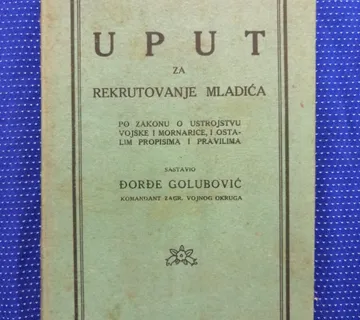 UPUT
ZA
REKRUTOVANJE MLADIĆA
PO ZAKONU O USTROJSTVU
VOJSKE I MORNARICE, I OSTA-
LIM PROPISIMA I PRAVILIMA
SASTAVIO
ĐORĐE GOLUBOVIĆ
KOMANDANT ZAGR. VOJNOG OKRUGA